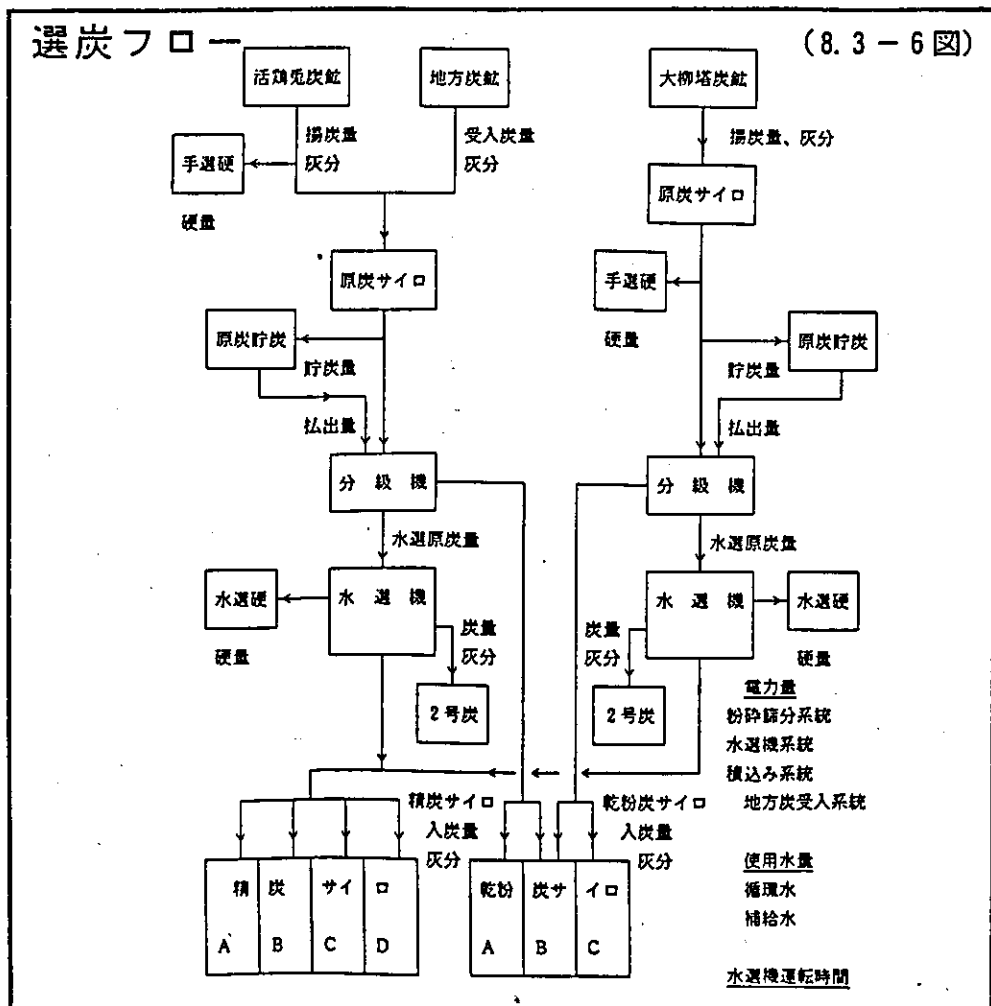 選炭フロー
(8.3-6図)
活鶏兎炭鉱
地方炭鉱
大柳塔炭鉱
揚炭量
灰分
受入炭量
灰分
揚炭量、灰分
手選硬
硬量
原炭サイロ
原炭サイロ
手選硬
硬量
原炭貯炭
貯炭量
払出量
原炭貯炭
貯炭量
払出量
分級機
分級機
水選原炭量
水選原炭量
水選硬
硬量
水選機
炭量
灰分
2号炭
水選機
炭量
灰分
2号炭
水選硬
硬量
電力量
粉砕篩分系統
水選機系統
積込み系統
地方炭受入系統
精炭サイロ
入炭量
灰分
乾粉炭サイロ
入炭量
灰分
使用水量
循環水
補給水
精炭サイロ
A B C D
乾粉炭サイロ
A B C
水選機運転時間